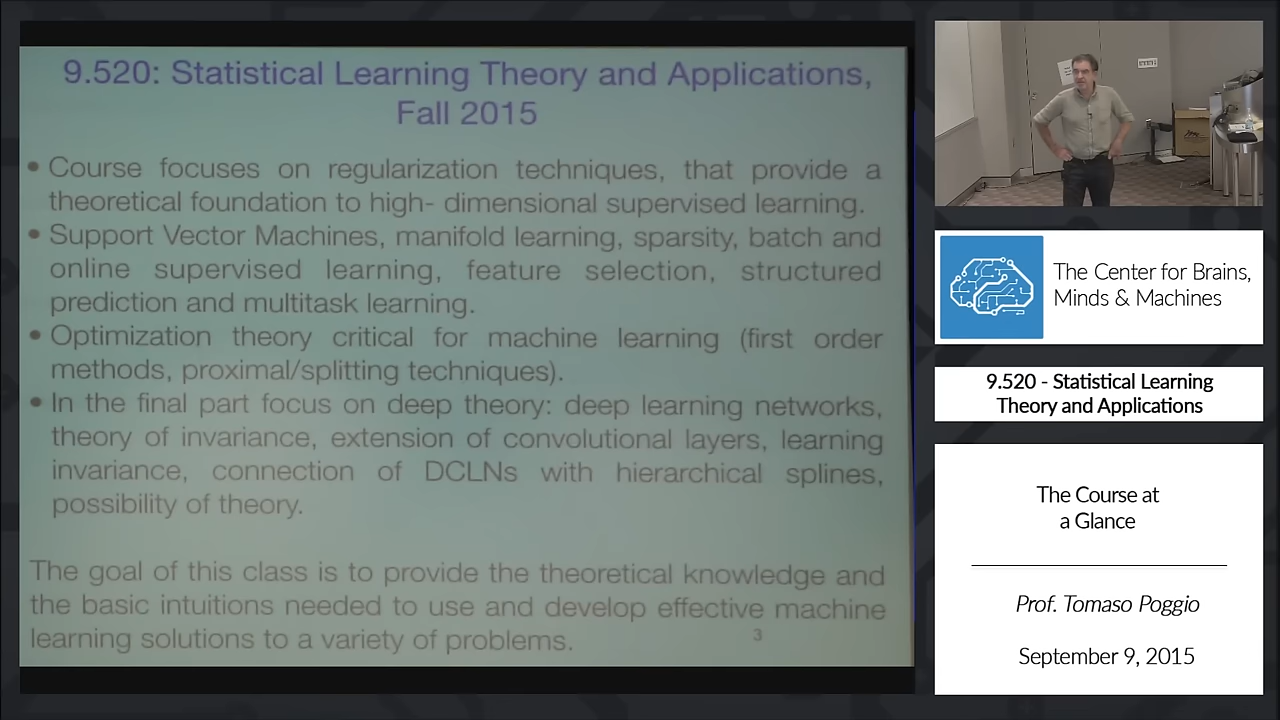 9.520: Statistical Learning Theory and Applications,
Fall 2015
• Course focuses on regularization techniques, that provide a
theoretical foundation to high- dimensional supervised learning.
• Support Vector Machines, manifold learning, sparsity, batch and
online supervised learning, feature selection, structured
prediction and multitask learning.
• Optimization theory critical for machine learning (first order
methods, proximal/splitting techniques).
• In the final part focus on deep theory: deep learning networks,
theory of invariance, extension of convolutional layers, learning
invariance, connection of DCLNs with hierarchical splines,
possibility of theory.
The goal of this class is to provide the theoretical knowledge and
the basic intuitions needed to use and develop effective machine
learning solutions to a variety of problems.
3
The Center for Brains,
Minds & Machines
9.520 - Statistical Learning
Theory and Applications
The Course at
a Glance
Prof. Tomaso Poggio
September 9, 2015